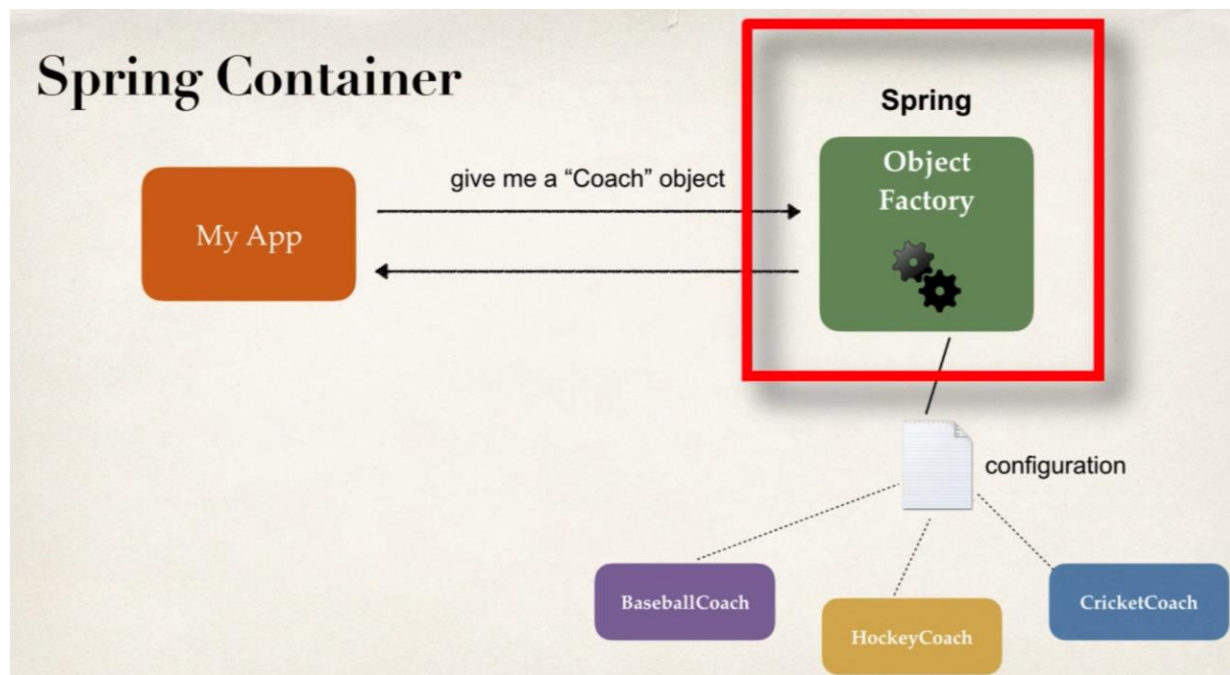 Spring Container
Spring
Object
Factory
give me a “Coach” object
My App
configuration
BaseballCoach
HockeyCoach
CricketCoach